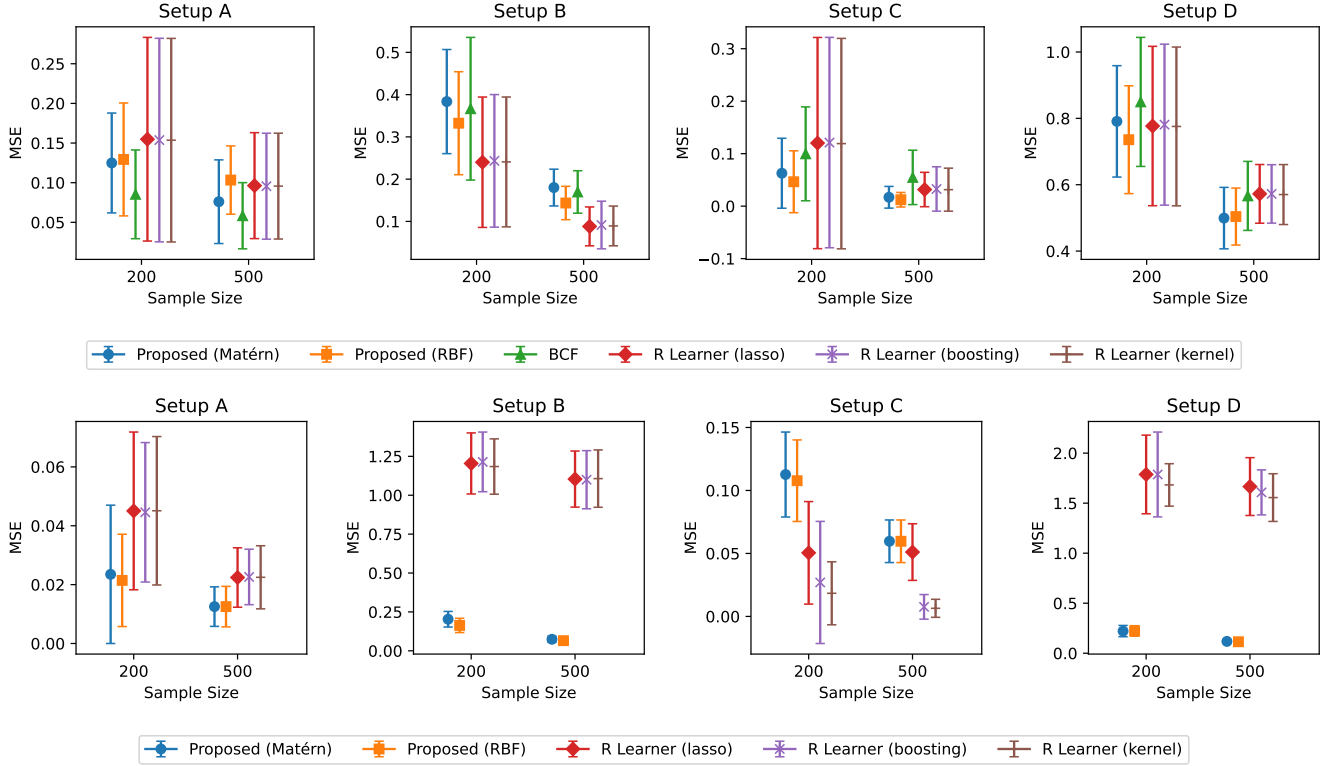 Setup A
Setup B
Setup C
Setup D
MSE
0.25
0.20
0.15
0.10
0.05
200
500
Sample Size
MSE
0.5
0.4
0.3
0.2
0.1
200
500
Sample Size
MSE
0.3
0.2
0.1
0.0
−0.1
200
500
Sample Size
MSE
1.0
0.8
0.6
0.4
200
500
Sample Size
Proposed (Matérn) Proposed (RBF) BCF R Learner (lasso) R Learner (boosting) R Learner (kernel)
Setup A
Setup B
Setup C
Setup D
MSE
0.06
0.04
0.02
0.00
200
500
Sample Size
MSE
1.25
1.00
0.75
0.50
0.25
0.00
200
500
Sample Size
MSE
0.15
0.10
0.05
0.00
200
500
Sample Size
MSE
2.0
1.5
1.0
0.5
0.0
200
500
Sample Size
Proposed (Matérn) Proposed (RBF) R Learner (lasso) R Learner (boosting) R Learner (kernel)